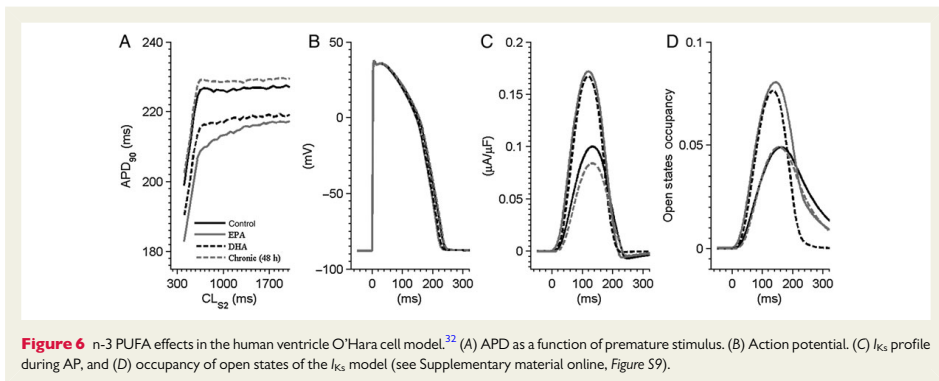 A
240
220
200
180
APD90 (ms)
Control
EPA
DHA
Chronic (48 h)
300
1000
1700
CLS2 (ms)
B
50
0
−50
−100
(mV)
0
100
200
300
(ms)
C
0.2
0.15
0.1
0.05
0
(μA/μF)
0
100
200
300
(ms)
D
0.1
0.05
0
Open states occupancy
0
100
200
300
(ms)
Figure 6 n-3 PUFA effects in the human ventricle O'Hara cell model.32 (A) APD as a function of premature stimulus. (B) Action potential. (C) IKs profile
during AP, and (D) occupancy of open states of the IKs model (see Supplementary material online, Figure S9).